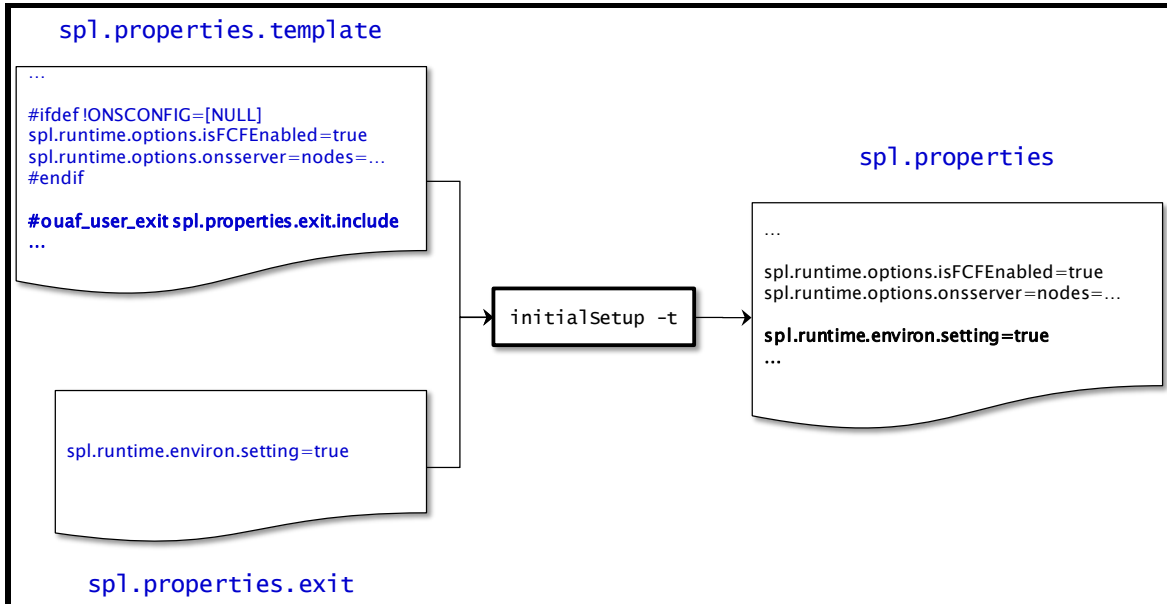 spl.properties.template
...
#ifdef !ONSCONFIG=[NULL]
spl.runtime.options.isFCFEnabled=true
spl.runtime.options.onsserver=nodes=...
#endif
#ouaf_user_exit spl.properties.exit.include
...
spl.runtime.environ.setting=true
spl.properties.exit
initialSetup -t
spl.properties
...
spl.runtime.options.isFCFEnabled=true
spl.runtime.options.onsserver=nodes=...
spl.runtime.environ.setting=true
...